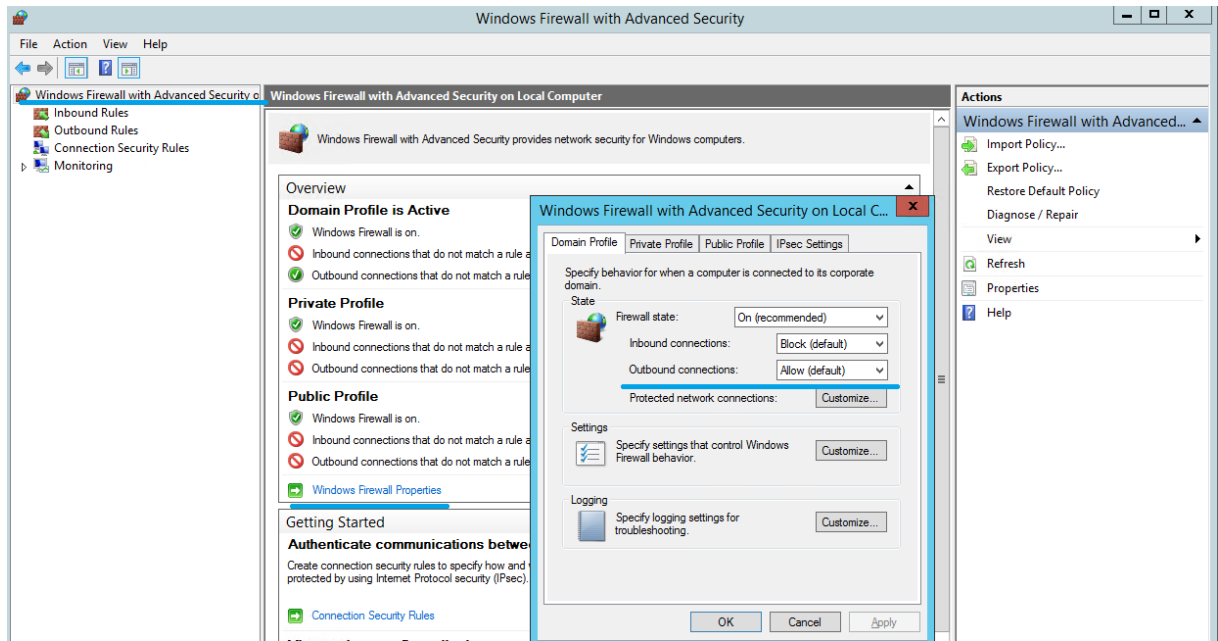 Windows Firewall with Advanced Security
File Action View Help
Windows Firewall with Advanced Security o
Inbound Rules
Outbound Rules
Connection Security Rules
Monitoring
Windows Firewall with Advanced Security on Local Computer
Windows Firewall with Advanced Security provides network security for Windows computers.
Overview
Domain Profile is Active
Windows Firewall is on.
Inbound connections that do not match a rule a
Outbound connections that do not match a rule
Private Profile
Windows Firewall is on.
Inbound connections that do not match a rule a
Outbound connections that do not match a rule
Public Profile
Windows Firewall is on.
Inbound connections that do not match a rule a
Outbound connections that do not match a rule
Windows Firewall Properties
Getting Started
Authenticate communications betwe
Create connection security rules to specify how and
protected by using Internet Protocol security (IPsec).
Connection Security Rules
Windows Firewall with Advanced Security on Local C...
x
Domain Profile Private Profile Public Profile IPsec Settings
Specify behavior for when a computer is connected to its corporate
domain.
State
Firewall state: On (recommended)
Inbound connections: Block (default)
Outbound connections: Allow (default)
Protected network connections: Customize...
Settings
Specify settings that control Windows
Firewall behavior.
Customize...
Logging
Specify logging settings for
troubleshooting.
Customize...
OK Cancel Apply
Actions
Windows Firewall with Advanced...
Import Policy...
Export Policy...
Restore Default Policy
Diagnose / Repair
View
Refresh
Properties
Help